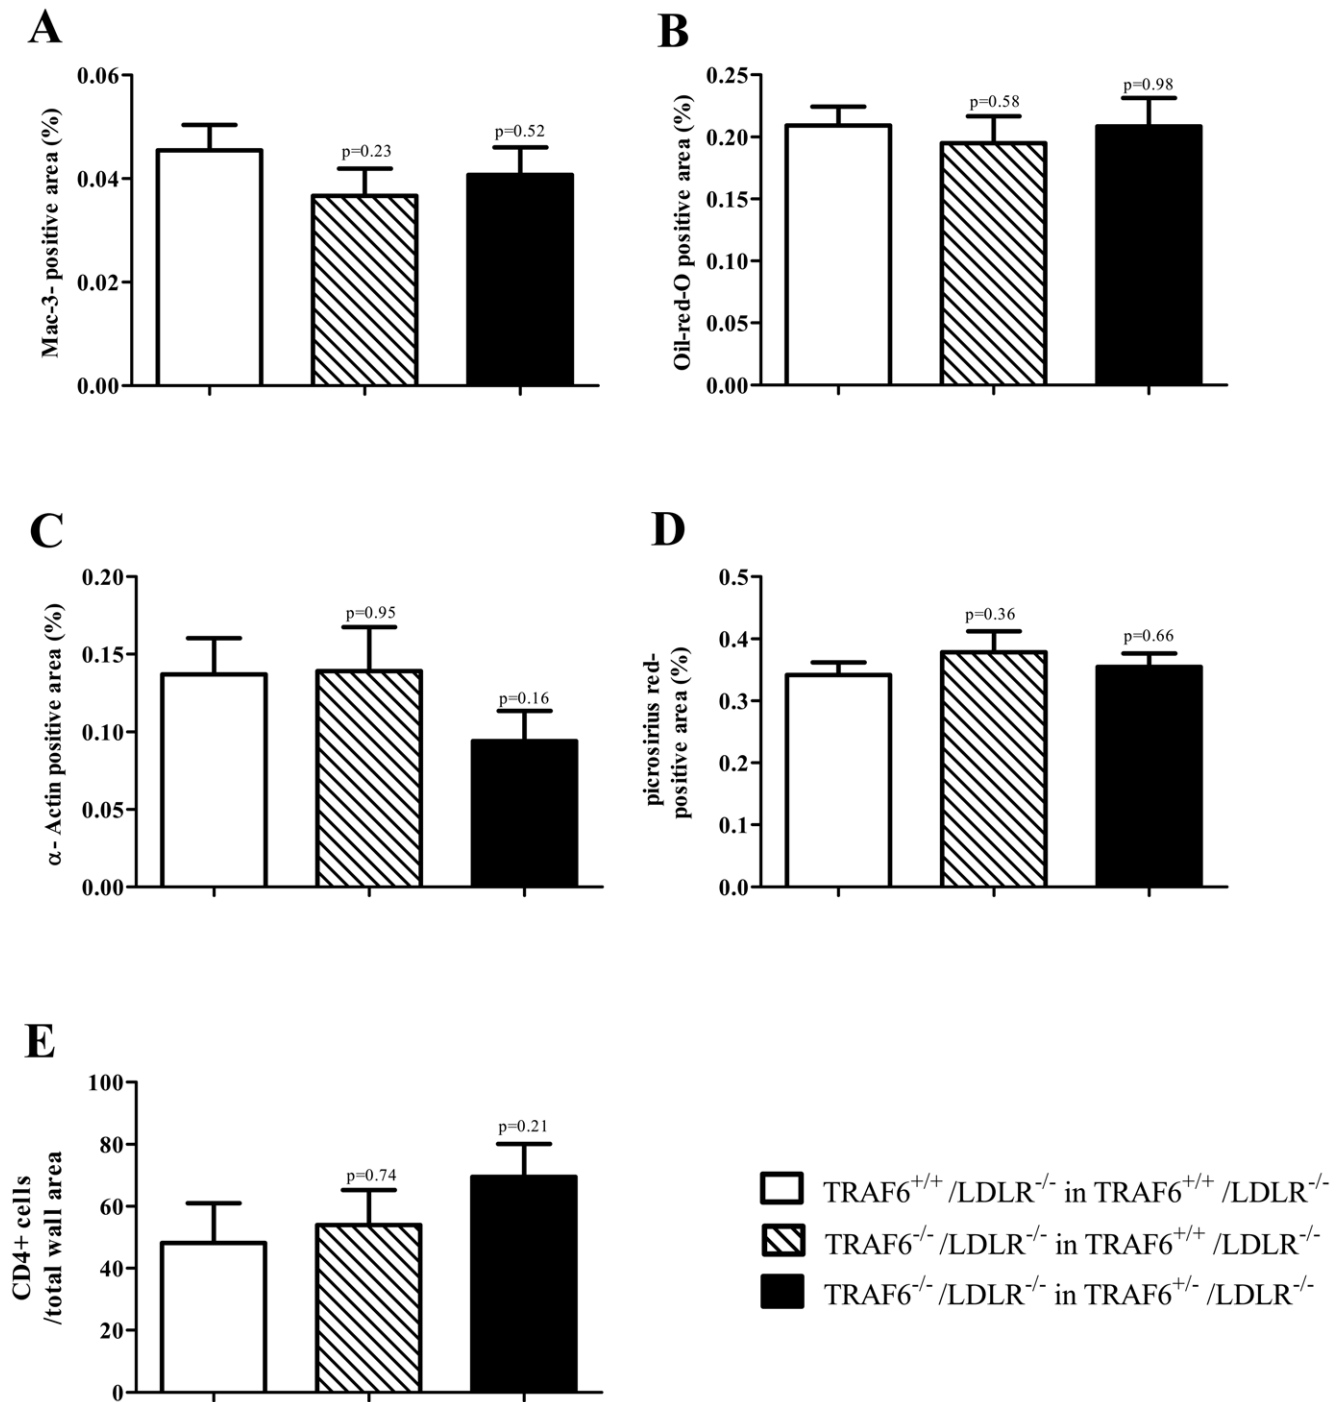 A
Mac-3- positive area (%)
0.06
0.04
0.02
0.00
p=0.23
p=0.52
B
Oil-red-O positive area (%)
0.25
0.20
0.15
0.10
0.05
0.00
p=0.58
p=0.98
C
α- Actin positive area (%)
0.20
0.15
0.10
0.05
0.00
p=0.95
p=0.16
D
picrosirius red-
positive area (%)
0.5
0.4
0.3
0.2
0.1
0.0
p=0.36
p=0.66
E
CD4+ cells
/total wall area
100
80
60
40
20
0
p=0.74
p=0.21
TRAF6+/+ /LDLR-/- in TRAF6+/+ /LDLR-/-
TRAF6-/- /LDLR-/- in TRAF6+/+ /LDLR-/-
TRAF6-/- /LDLR-/- in TRAF6+/- /LDLR-/-